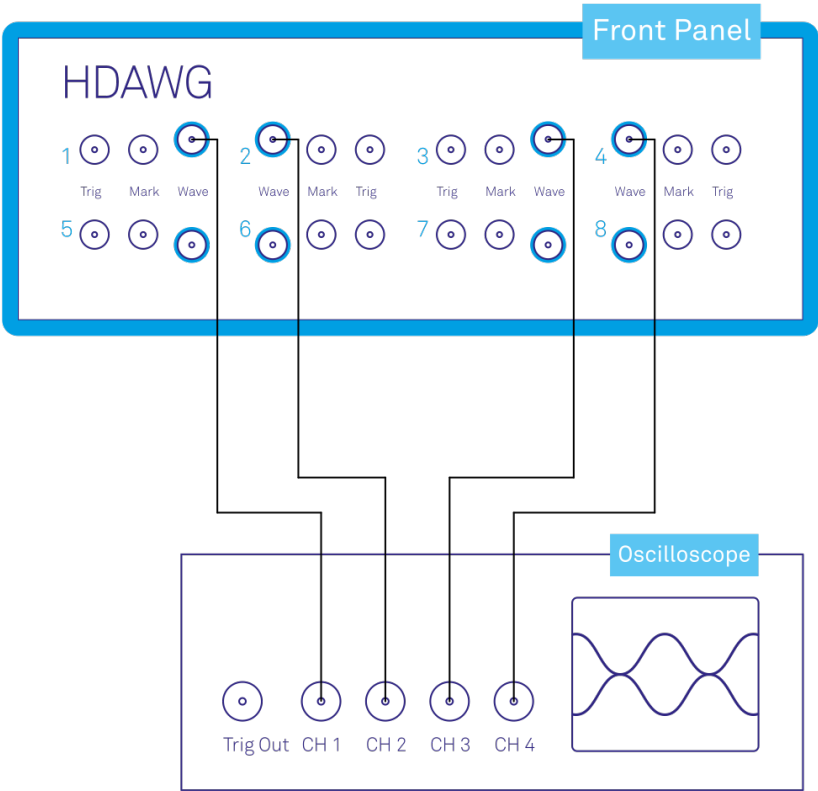 Front Panel
HDAWG
1 2 3 4
Trig Mark Wave Wave Mark Trig Trig Mark Wave Wave Mark Trig
5 6 7 8
Oscilloscope
Trig Out CH 1 CH 2 CH 3 CH 4